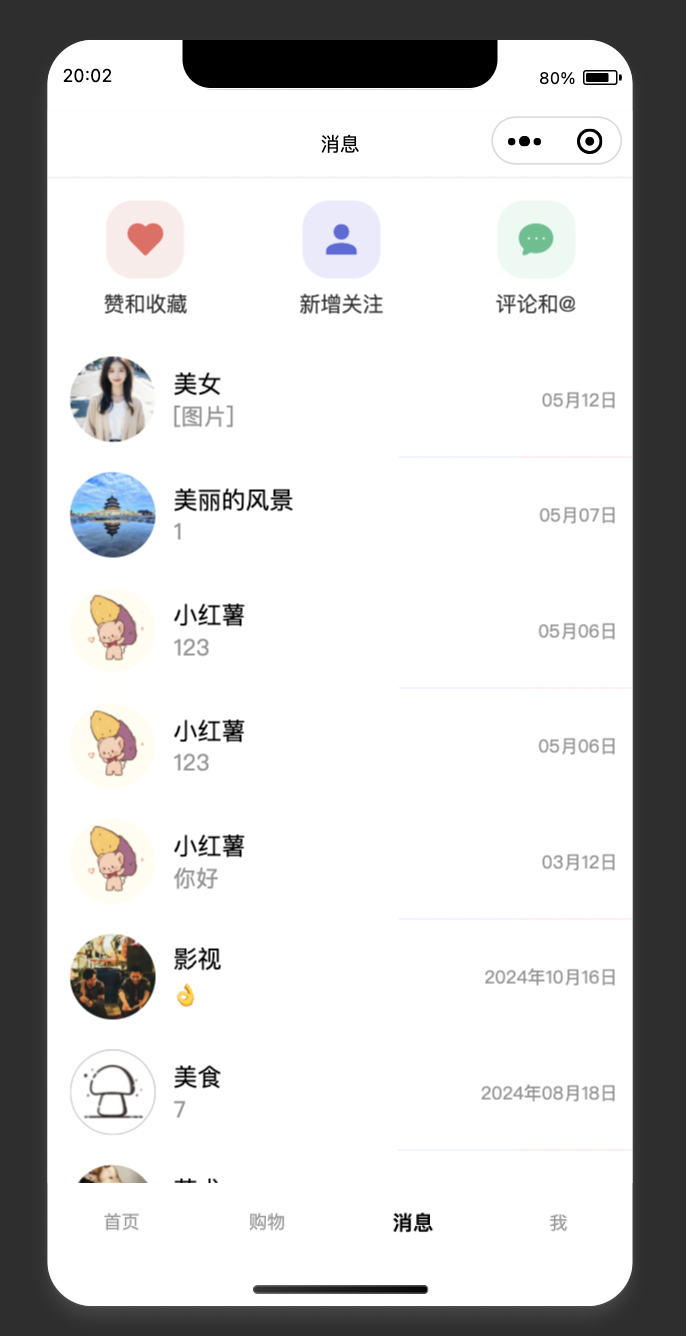 20:02
80%
消息
赞和收藏
新增关注
评论和@
美女
[图片]
05月12日
美丽的风景
1
05月07日
小红薯
123
05月06日
小红薯
123
05月06日
小红薯
你好
03月12日
影视
👌
2024年10月16日
美食
7
2024年08月18日
首页
购物
消息
我